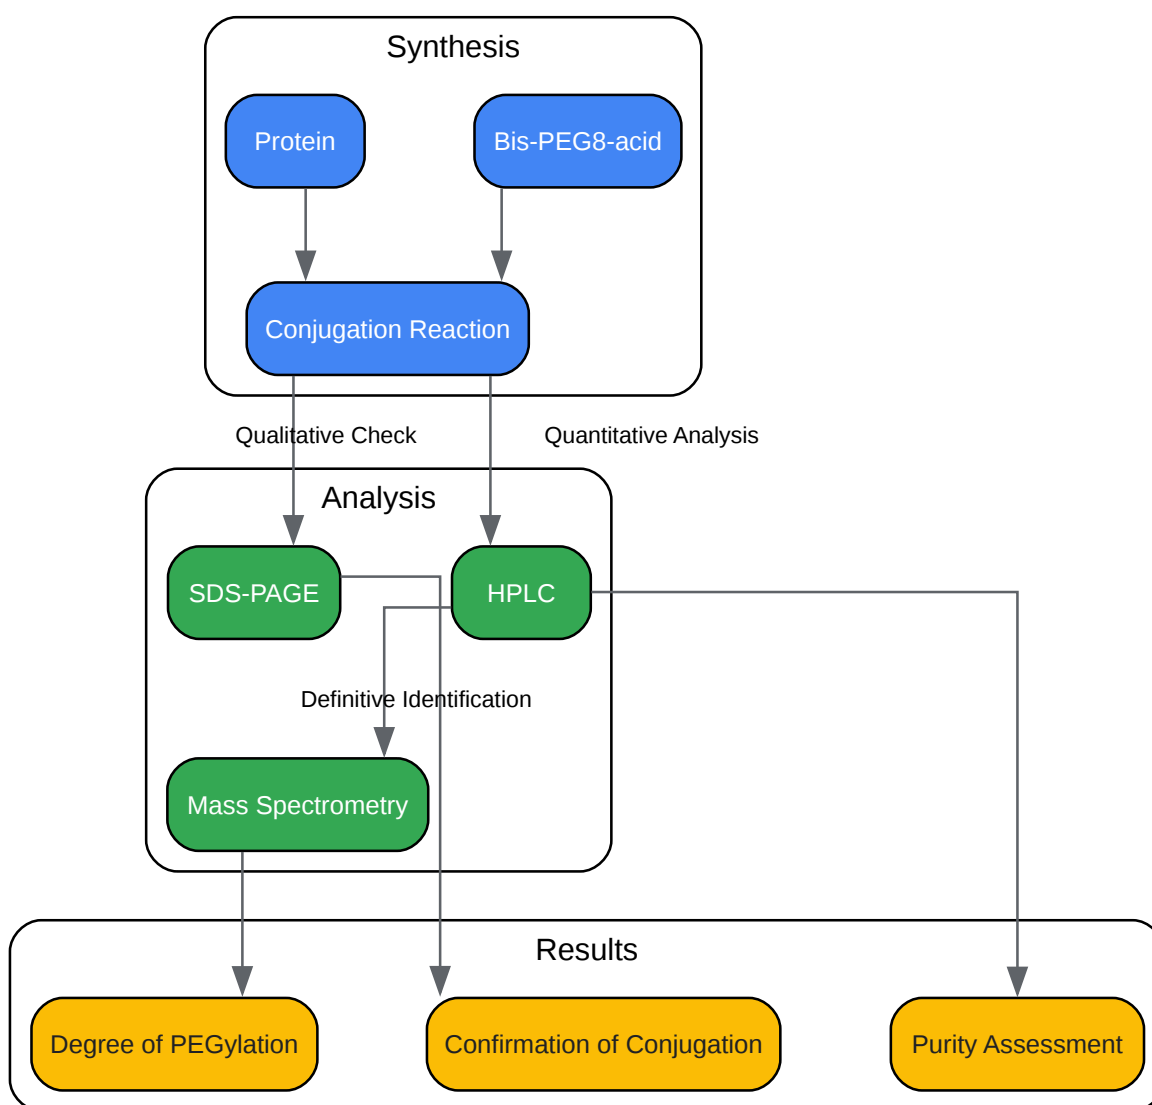 Synthesis
Protein
Bis-PEG8-acid
Conjugation Reaction
Qualitative Check
Quantitative Analysis
Analysis
SDS-PAGE
HPLC
Definitive Identification
Mass Spectrometry
Results
Degree of PEGylation
Confirmation of Conjugation
Purity Assessment